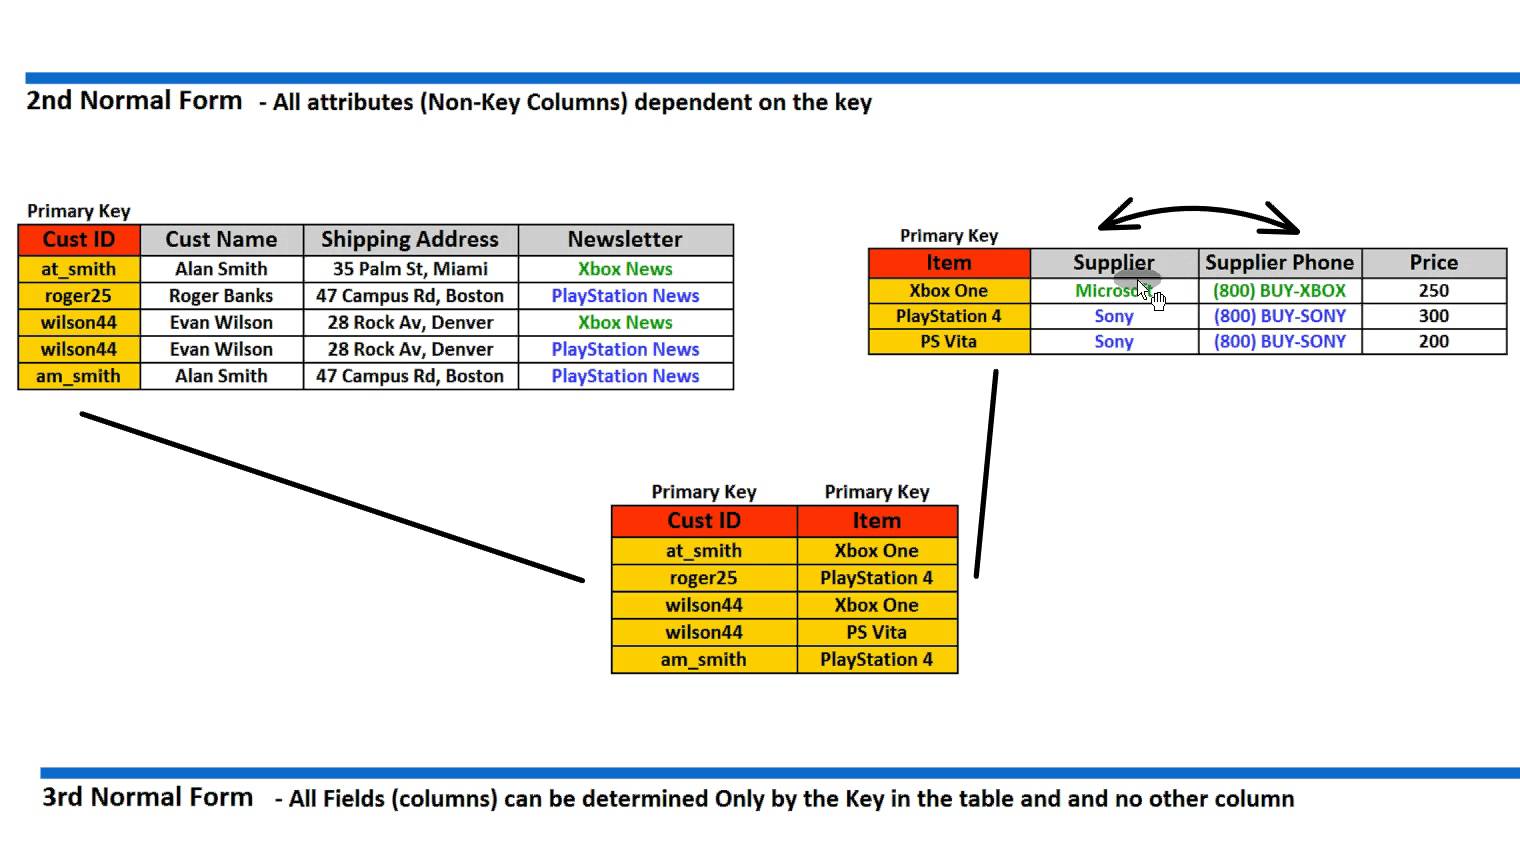 2nd Normal Form - All attributes (Non-Key Columns) dependent on the key
Primary Key
Cust ID Cust Name Shipping Address Newsletter
at_smith Alan Smith 35 Palm St, Miami Xbox News
roger25 Roger Banks 47 Campus Rd, Boston PlayStation News
wilson44 Evan Wilson 28 Rock Av, Denver Xbox News
wilson44 Evan Wilson 28 Rock Av, Denver PlayStation News
am_smith Alan Smith 47 Campus Rd, Boston PlayStation News
Primary Key
Item Supplier Supplier Phone Price
Xbox One Microsoft (800) BUY-XBOX 250
PlayStation 4 Sony (800) BUY-SONY 300
PS Vita Sony (800) BUY-SONY 200
Primary Key Primary Key
Cust ID Item
at_smith Xbox One
roger25 PlayStation 4
wilson44 Xbox One
wilson44 PS Vita
am_smith PlayStation 4
3rd Normal Form - All Fields (columns) can be determined Only by the Key in the table and and no other column